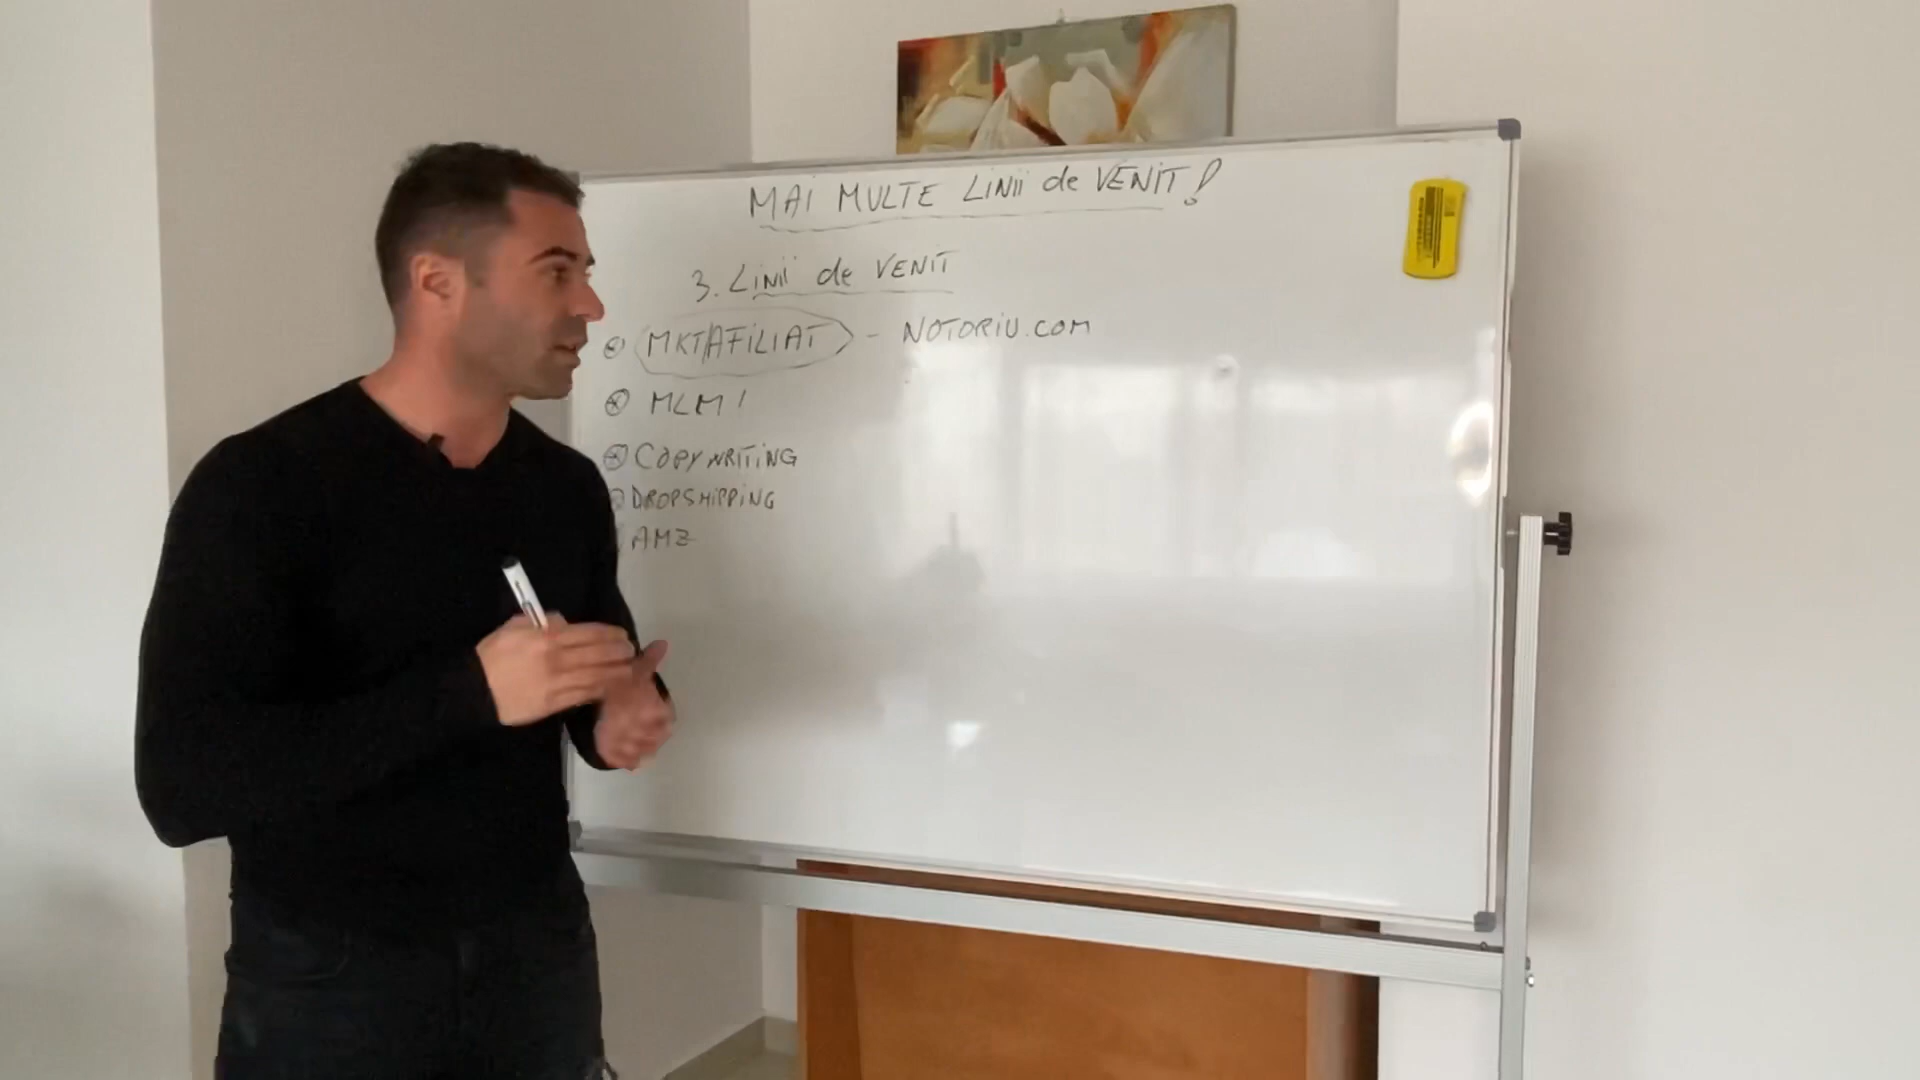 MAI MULTE LINII de VENIT!
3. LINII de VENIT
MKT/AFILIAT - NOTORIU.COM
MLM!
COPYWRITING
DROPSHIPPING
AMZ